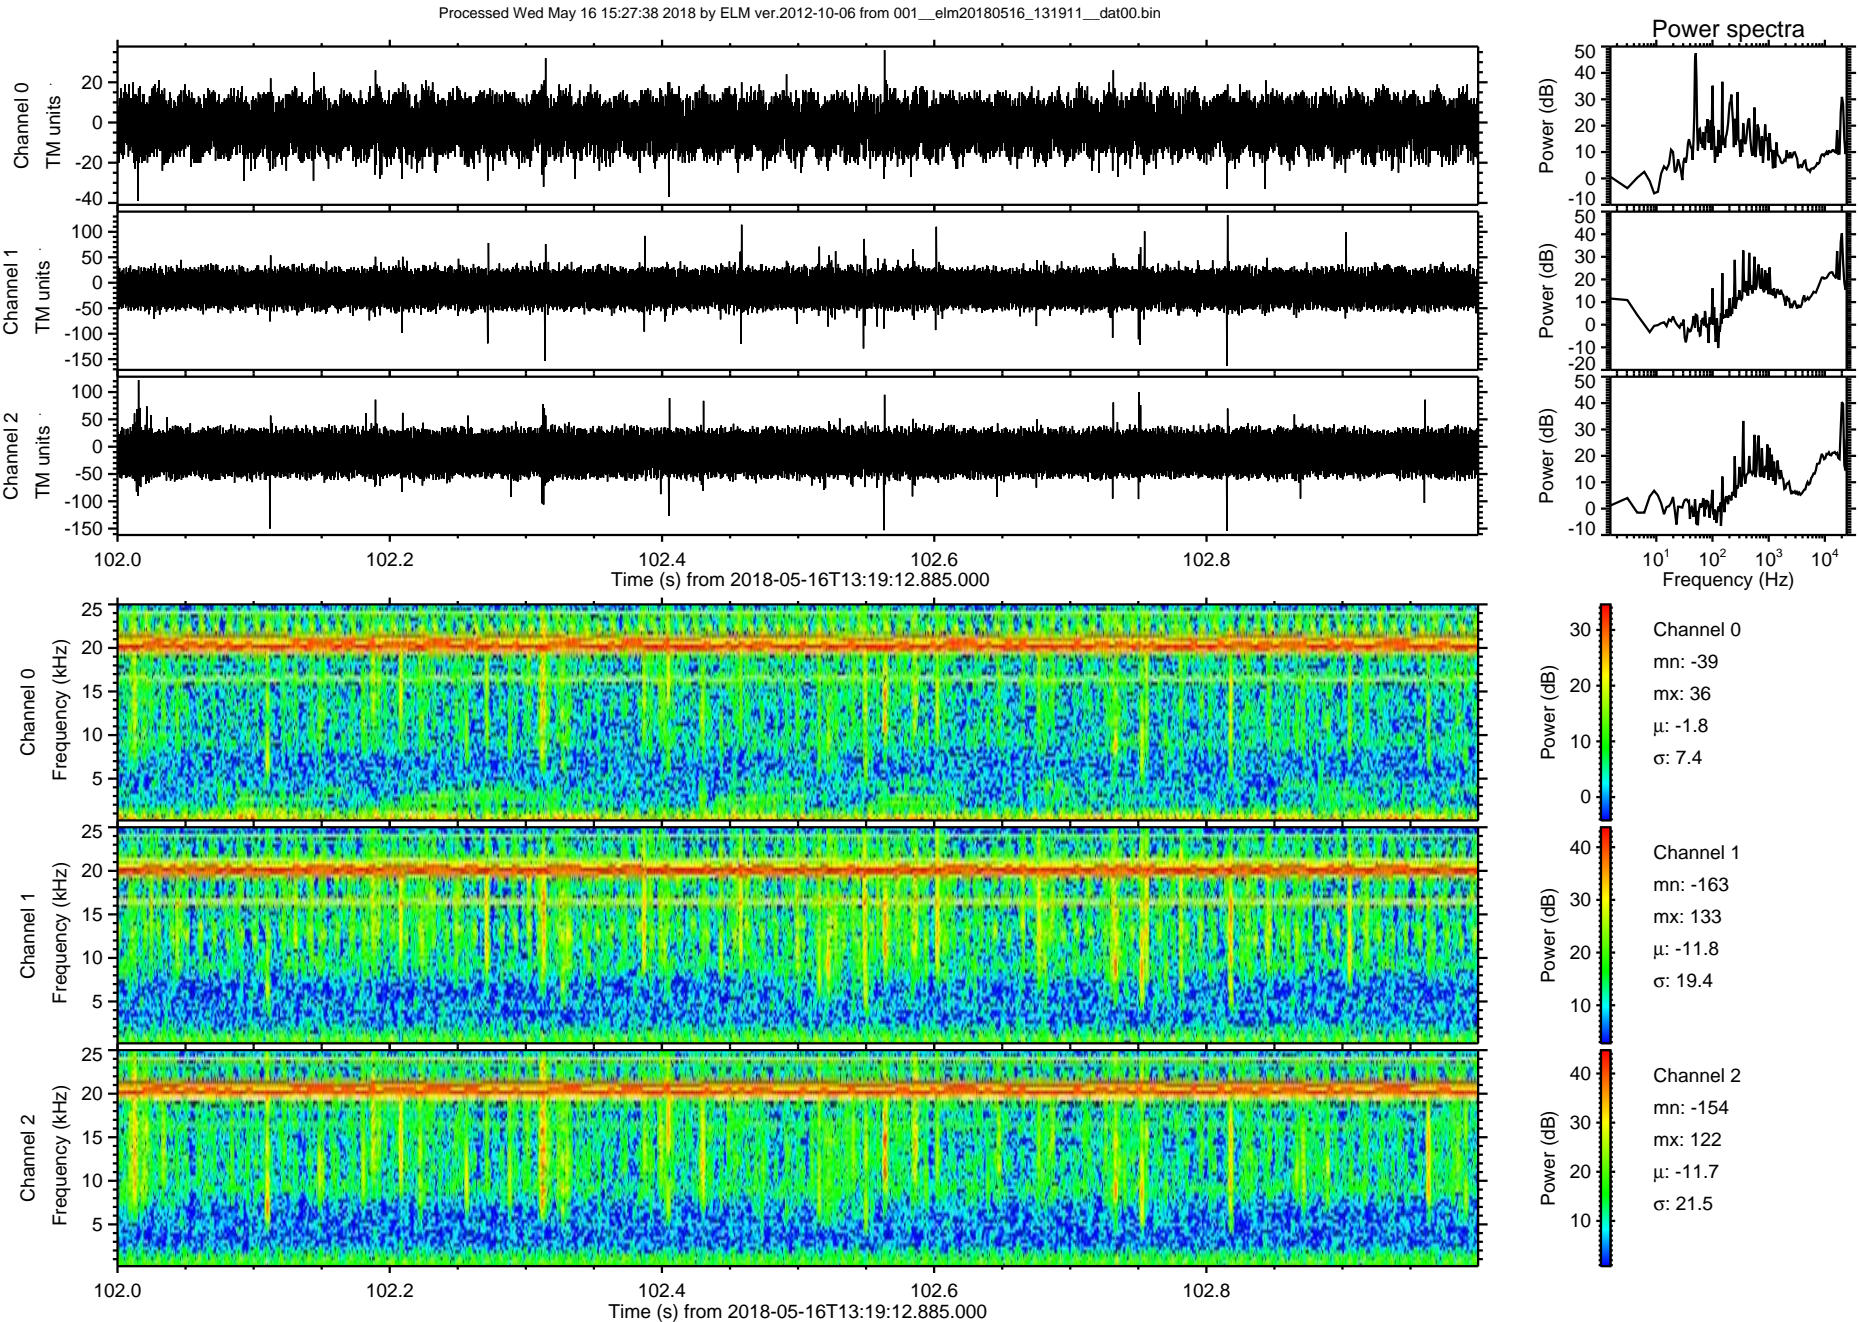 Processed Wed May 16 15:27:38 2018 by ELM ver.2012-10-06 from 001__elm20180516_131911__dat00.bin
Power spectra
Channel 0
TM units
20
0
-20
-40
Power (dB)
50
40
30
20
10
0
-10
Channel 1
TM units
100
50
0
-50
-100
-150
Power (dB)
50
40
30
20
10
0
-10
-20
Channel 2
TM units
100
50
0
-50
-100
-150
Power (dB)
50
40
30
20
10
0
-10
102.0 102.2 102.4 102.6 102.8
Time (s) from 2018-05-16T13:19:12.885.000
10^1 10^2 10^3 10^4
Frequency (Hz)
Channel 0
Frequency (kHz)
25
20
15
10
5
Power (dB)
30
20
10
0
Channel 0
mn: -39
mx: 36
μ: -1.8
σ: 7.4
Channel 1
Frequency (kHz)
25
20
15
10
5
Power (dB)
40
30
20
10
Channel 1
mn: -163
mx: 133
μ: -11.8
σ: 19.4
Channel 2
Frequency (kHz)
25
20
15
10
5
Power (dB)
40
30
20
10
Channel 2
mn: -154
mx: 122
μ: -11.7
σ: 21.5
102.0 102.2 102.4 102.6 102.8
Time (s) from 2018-05-16T13:19:12.885.000